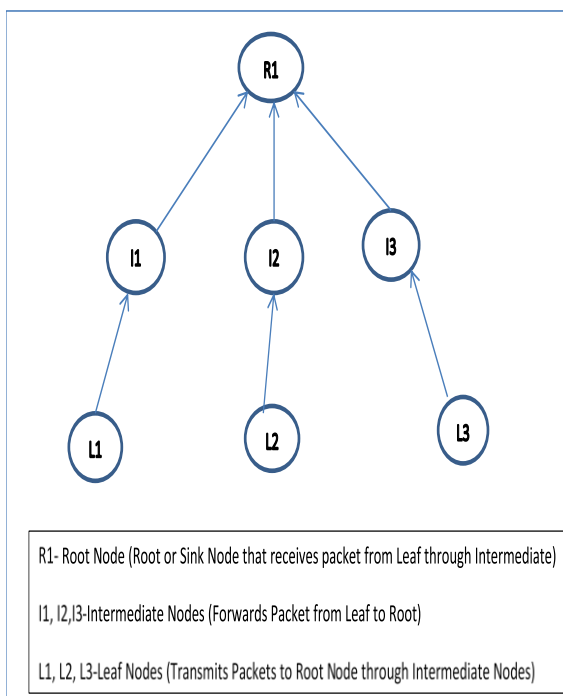 R1
I1
I2
I3
L1
L2
L3
R1- Root Node (Root or Sink Node that receives packet from Leaf through Intermediate)
I1, I2,I3-Intermediate Nodes (Forwards Packet from Leaf to Root)
L1, L2, L3-Leaf Nodes (Transmits Packets to Root Node through Intermediate Nodes)